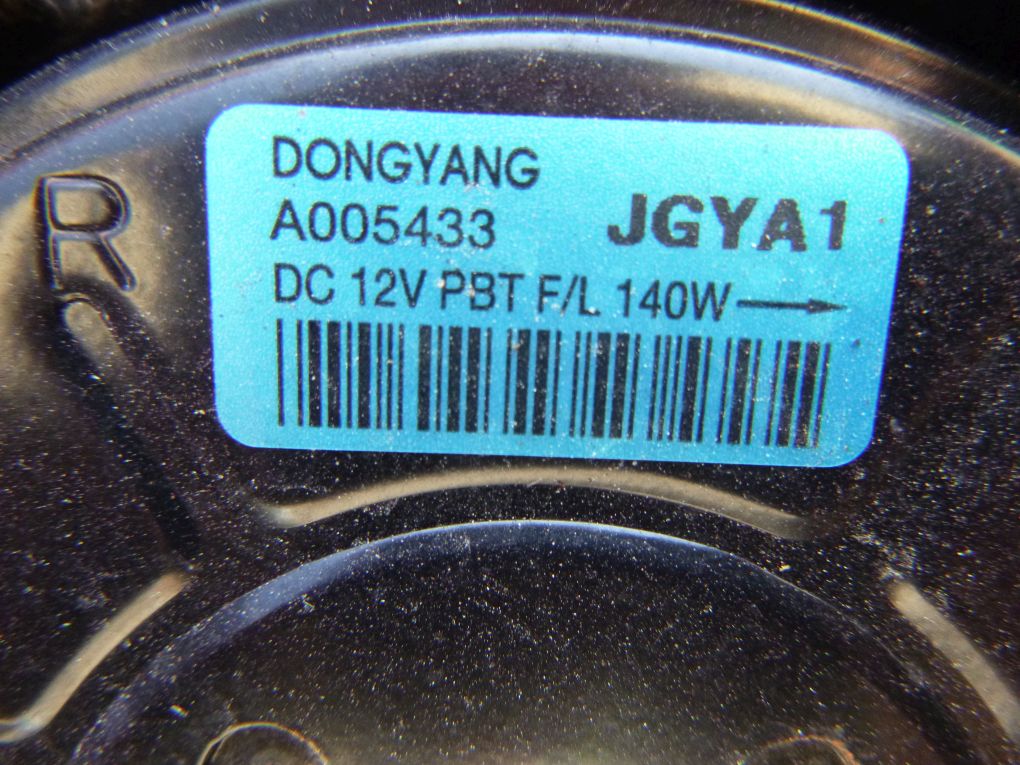 R
DONGYANG
A005433 JGYA1
DC 12V PBT F/L 140W